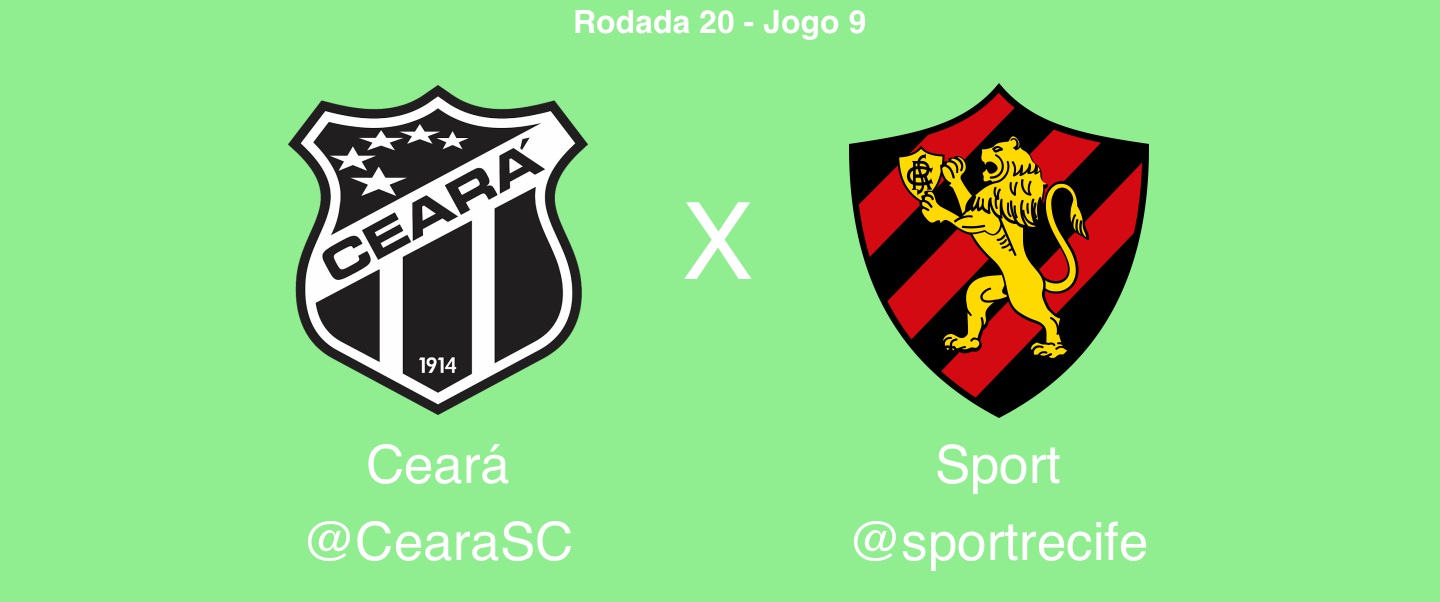 Rodada 20 - Jogo 9
CEARÁ
1914
X
Ceará
Sport
@CearaSC
@sportrecife